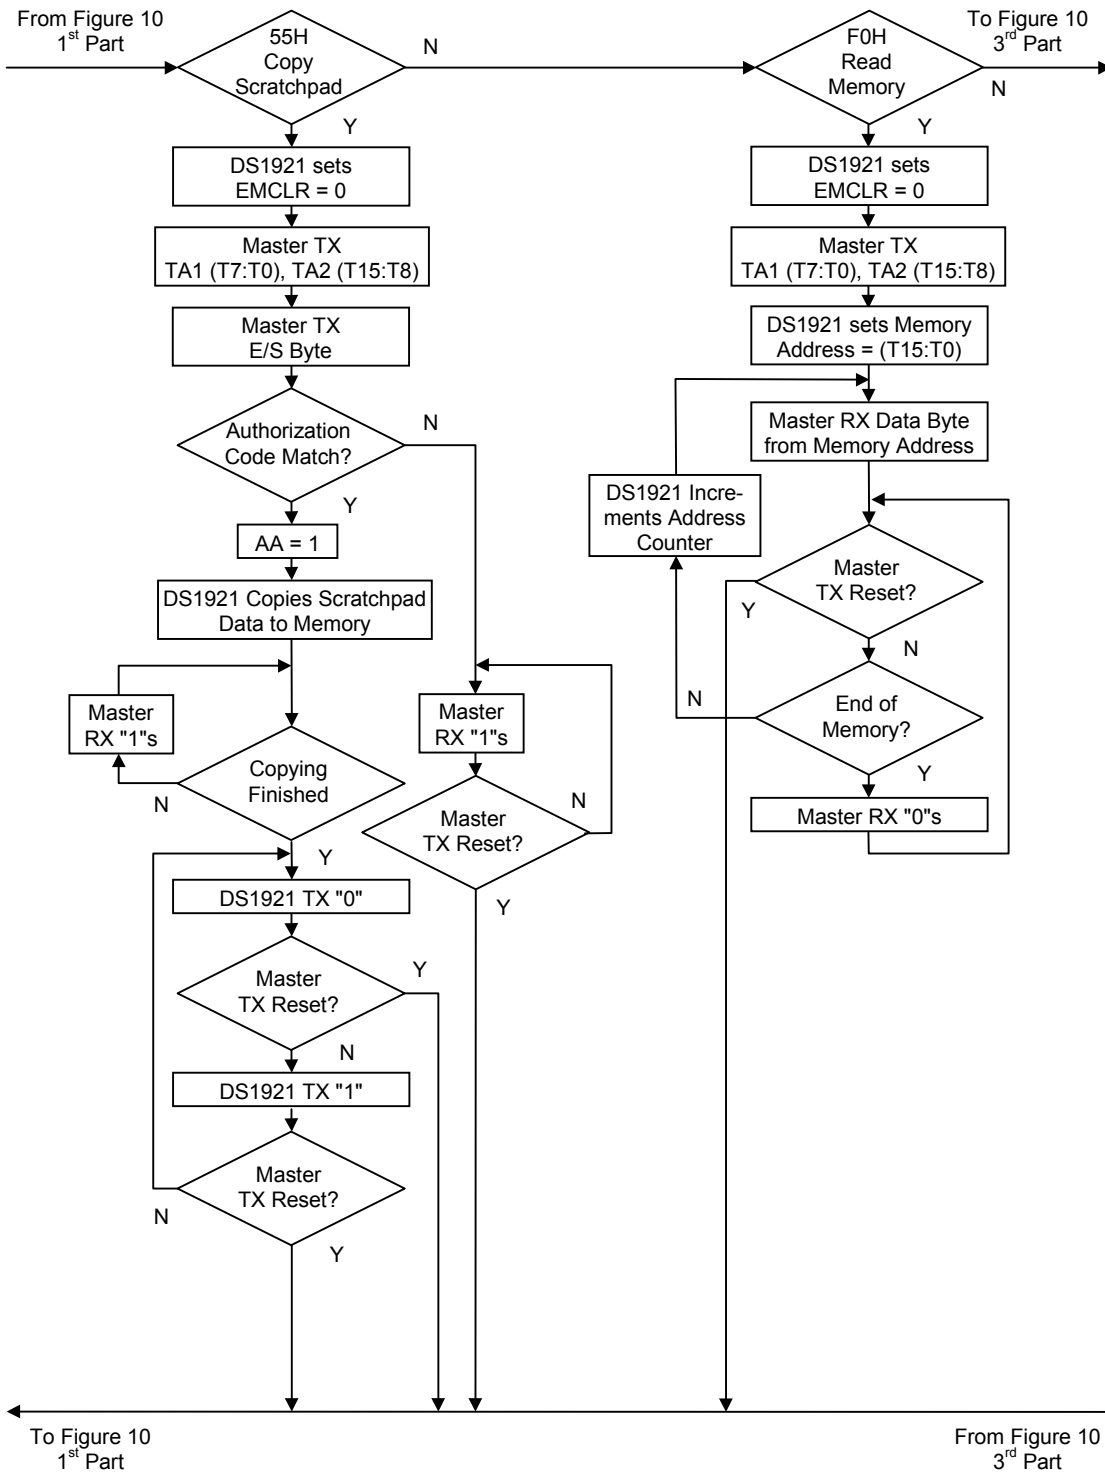 From Figure 10
1st Part
55H
Copy
Scratchpad
N
F0H
Read
Memory
To Figure 10
3rd Part
N
Y
Y
DS1921 sets
EMCLR = 0
DS1921 sets
EMCLR = 0
Master TX
TA1 (T7:T0), TA2 (T15:T8)
Master TX
TA1 (T7:T0), TA2 (T15:T8)
Master TX
E/S Byte
DS1921 sets Memory
Address = (T15:T0)
Authorization
Code Match?
N
Y
Master RX Data Byte
from Memory Address
DS1921 Incre-
ments Address
Counter
AA = 1
DS1921 Copies Scratchpad
Data to Memory
Master
TX Reset?
Y
N
Master
RX "1"s
Master
RX "1"s
N
End of
Memory?
Y
Copying
Finished
N
Y
Master
TX Reset?
N
Y
Master RX "0"s
DS1921 TX "0"
Master
TX Reset?
Y
N
DS1921 TX "1"
Master
TX Reset?
N
Y
To Figure 10
1st Part
From Figure 10
3rd Part